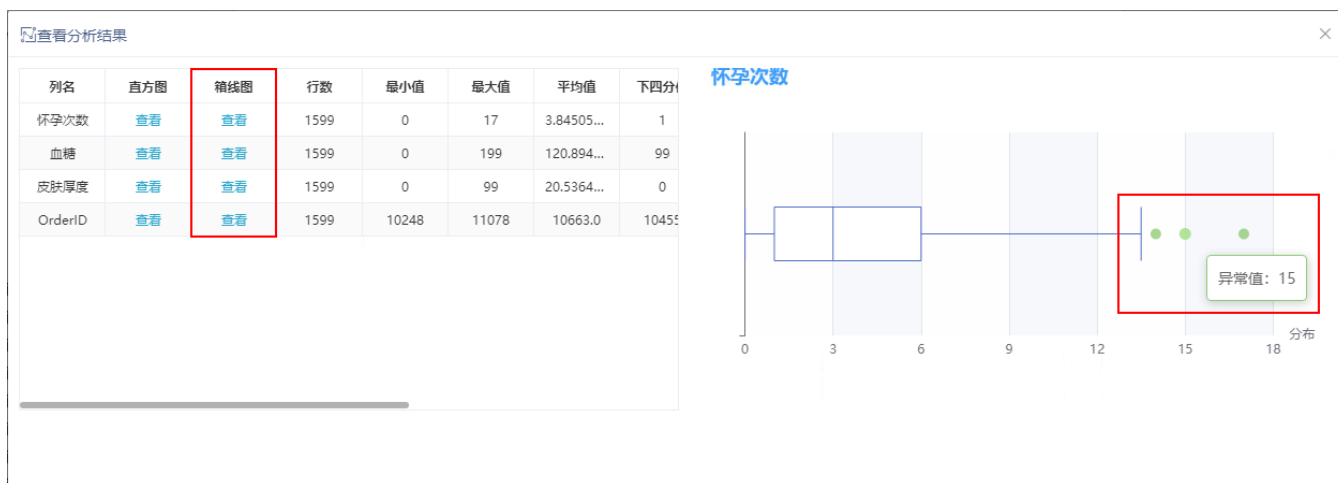 查看分析结果
列名 直方图 箱线图 行数 最小值 最大值 平均值 下四分
怀孕次数 查看 查看 1599 0 17 3.84505... 1
血糖 查看 查看 1599 0 199 120.894... 99
皮肤厚度 查看 查看 1599 0 99 20.5364... 0
OrderID 查看 查看 1599 10248 11078 10663.0 10455
怀孕次数
异常值：15
分布
0 3 6 9 12 15 18